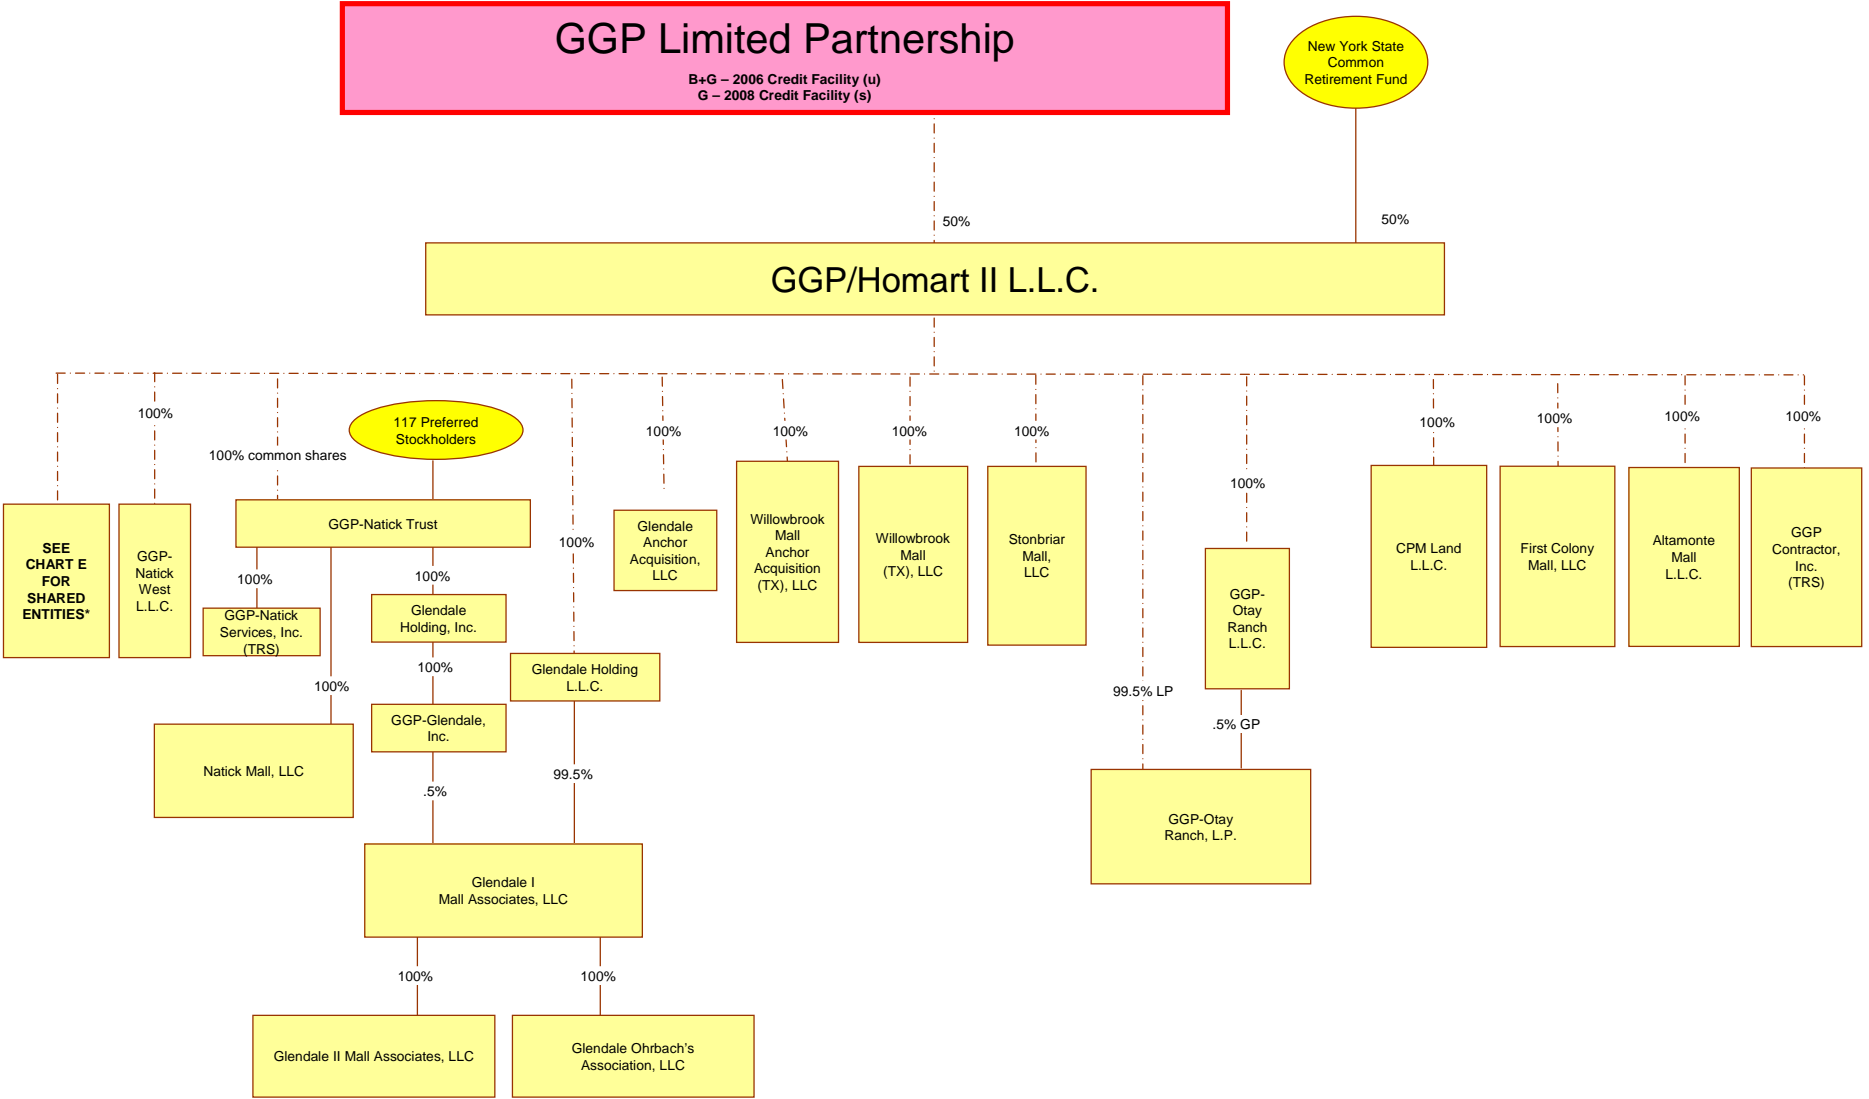 GGP Limited Partnership
B+G – 2006 Credit Facility (u)
G – 2008 Credit Facility (s)
New York State
Common
Retirement Fund
50%
50%
GGP/Homart II L.L.C.
SEE
CHART E
FOR
SHARED
ENTITIES*
100%
GGP-
Natick
West
L.L.C.
100% common shares
117 Preferred
Stockholders
GGP-Natick Trust
100%
GGP-Natick
Services, Inc.
(TRS)
100%
Natick Mall, LLC
100%
Glendale
Holding, Inc.
100%
GGP-Glendale,
Inc.
.5%
100%
Glendale Holding
L.L.C.
99.5%
Glendale I
Mall Associates, LLC
100%
100%
Glendale II Mall Associates, LLC
Glendale Ohrbach's
Association, LLC
100%
Glendale
Anchor
Acquisition,
LLC
100%
Willowbrook
Mall
Anchor
Acquisition
(TX), LLC
100%
Willowbrook
Mall
(TX), LLC
100%
Stonbriar
Mall,
LLC
99.5% LP
100%
GGP-
Otay
Ranch
L.L.C.
.5% GP
GGP-Otay
Ranch, L.P.
100%
CPM Land
L.L.C.
100%
First Colony
Mall, LLC
100%
Altamonte
Mall
L.L.C.
100%
GGP
Contractor,
Inc.
(TRS)